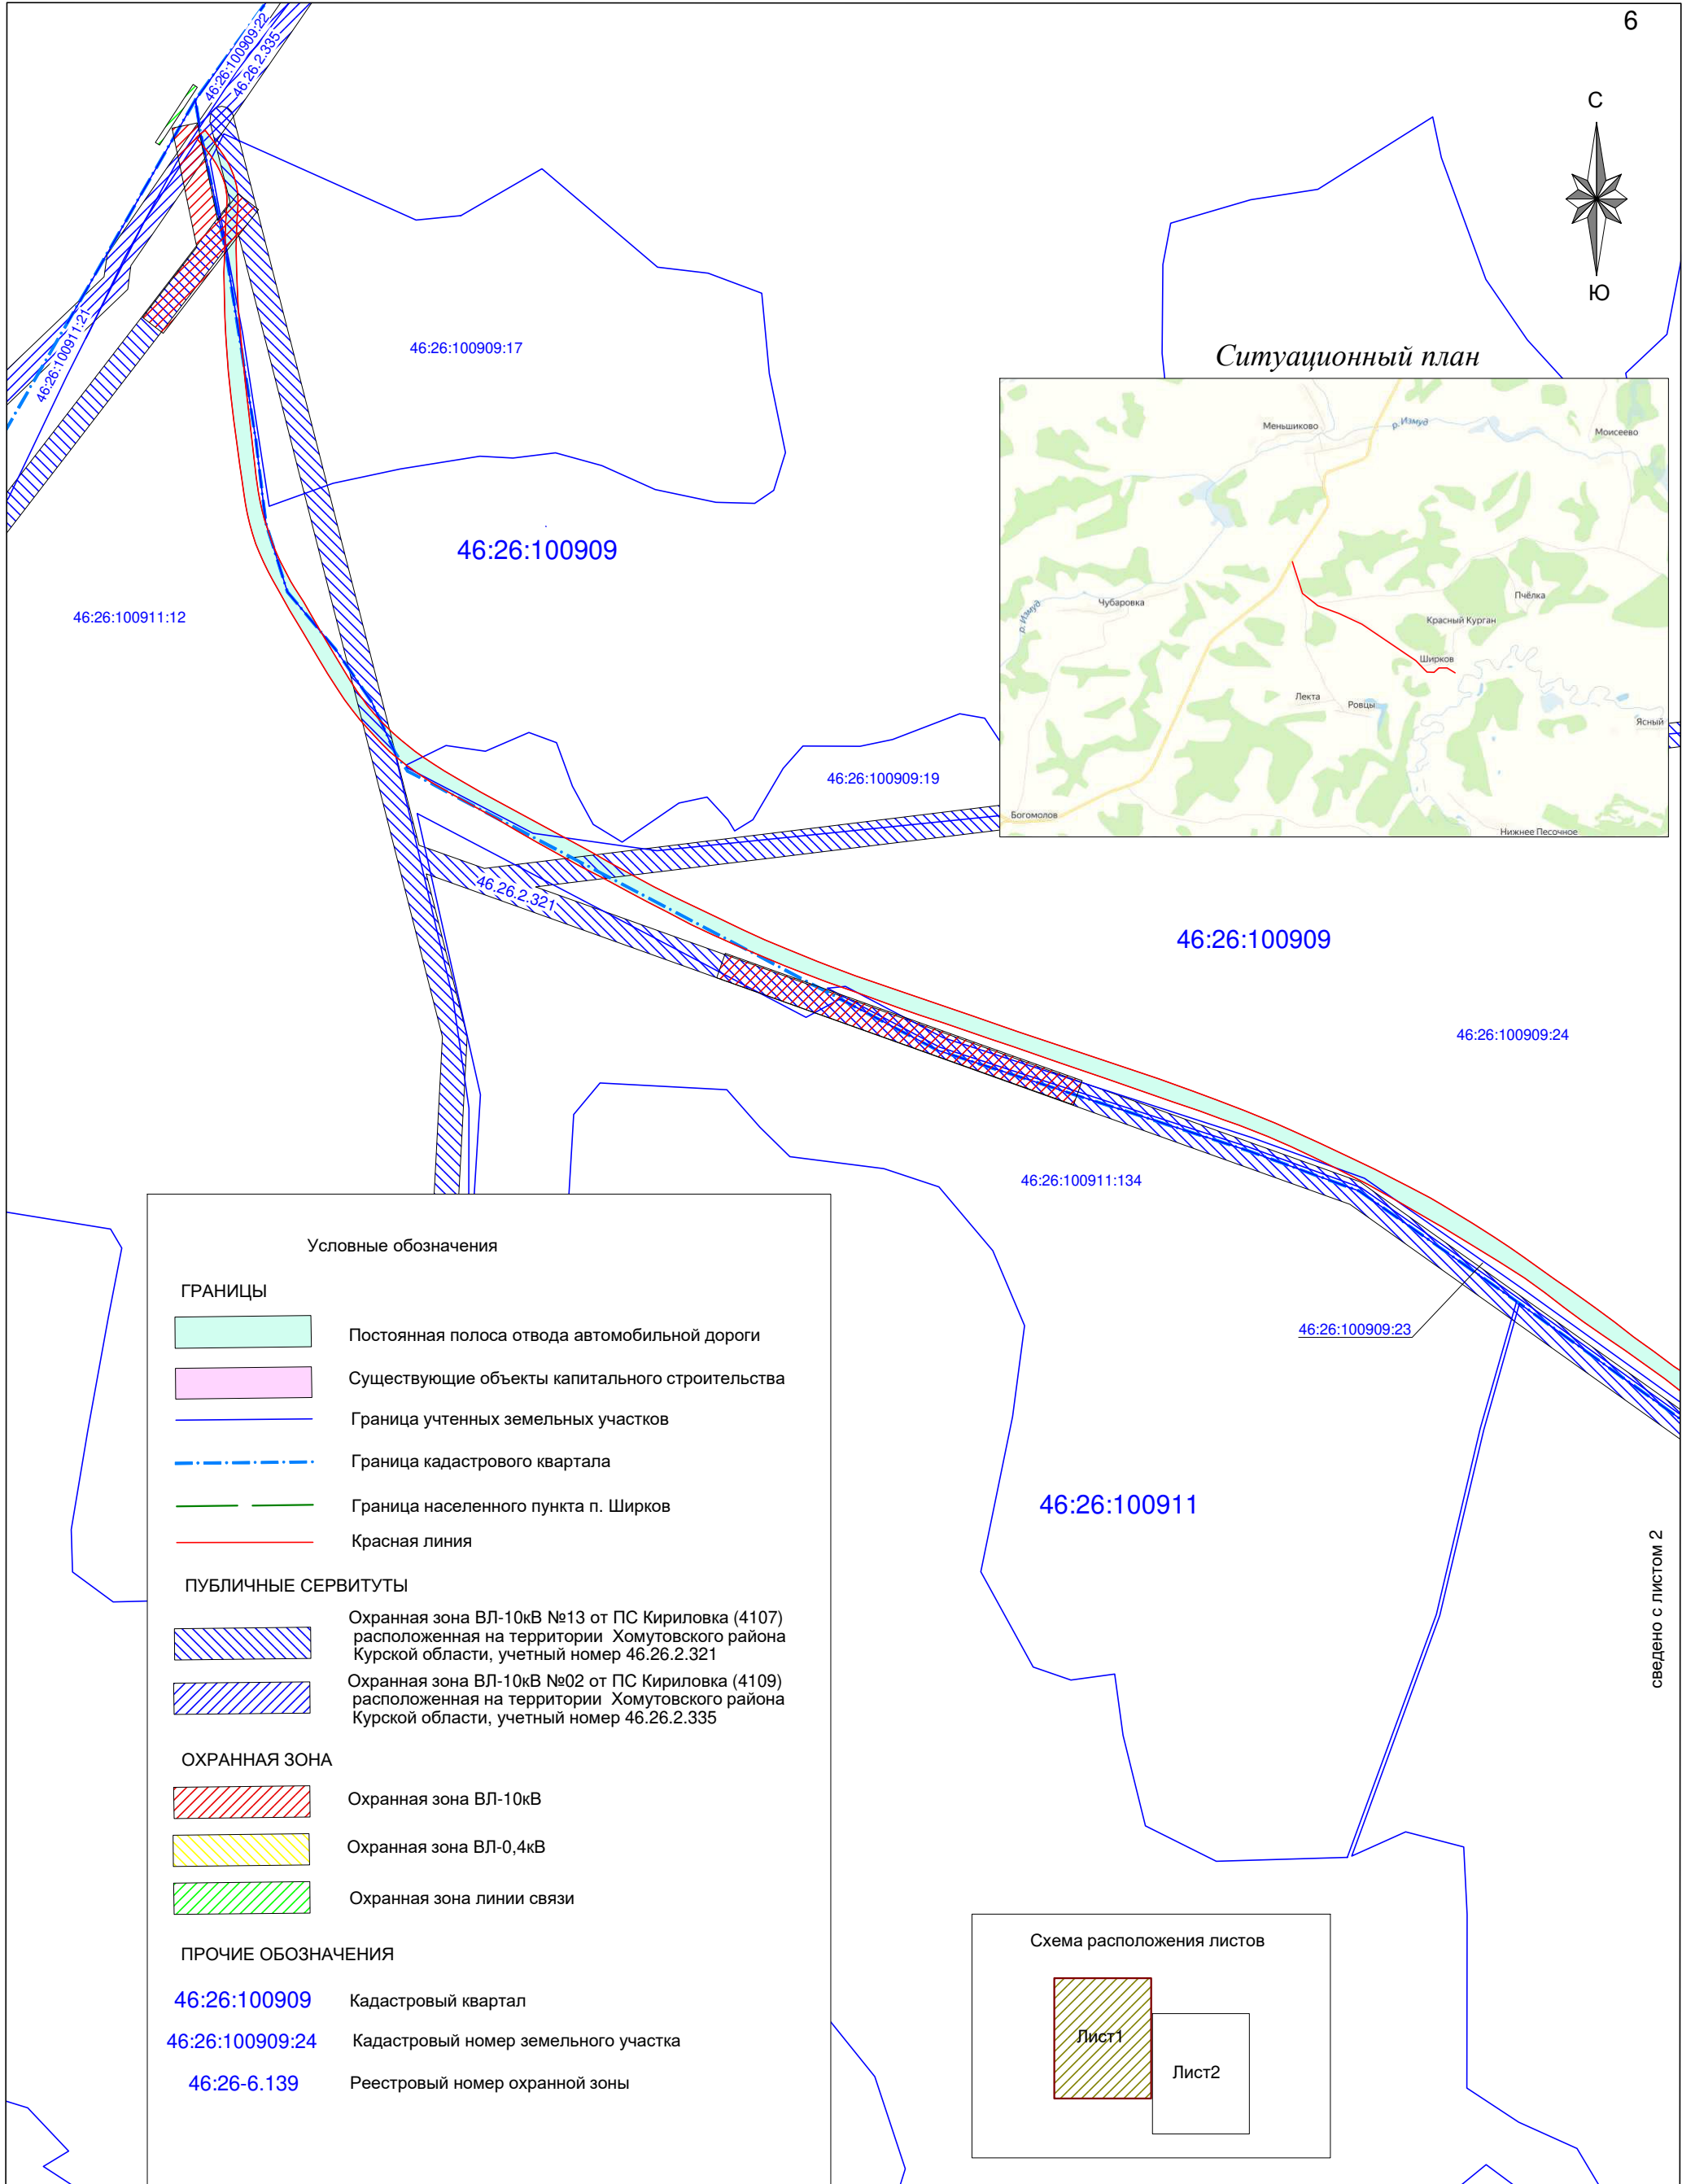 6
С
Ю
46:26:100909:22
46.26.2.335
46:26:100911:21
46:26:100909:17
46:26:100909
46:26:100911:12
Ситуационный план
Меньшиково
р. Измуд
Моисеево
р. Измуд
Чубаровка
Пчёлка
Красный Курган
Ширков
Лекта
Ровцы
Ясный
Богомолов
Нижнее Песочное
46:26:100909:19
46.26.2.321
46:26:100909
46:26:100909:24
46:26:100911:134
46:26:100909:23
46:26:100911
сведено с листом 2
Условные обозначения
ГРАНИЦЫ
Постоянная полоса отвода автомобильной дороги
Существующие объекты капитального строительства
Граница учтенных земельных участков
Граница кадастрового квартала
Граница населенного пункта п. Ширков
Красная линия
ПУБЛИЧНЫЕ СЕРВИТУТЫ
Охранная зона ВЛ-10кВ №13 от ПС Кириловка (4107)
расположенная на территории Хомутовского района
Курской области, учетный номер 46.26.2.321
Охранная зона ВЛ-10кВ №02 от ПС Кириловка (4109)
расположенная на территории Хомутовского района
Курской области, учетный номер 46.26.2.335
ОХРАННАЯ ЗОНА
Охранная зона ВЛ-10кВ
Охранная зона ВЛ-0,4кВ
Охранная зона линии связи
ПРОЧИЕ ОБОЗНАЧЕНИЯ
46:26:100909 Кадастровый квартал
46:26:100909:24 Кадастровый номер земельного участка
46:26-6.139 Реестровый номер охранной зоны
Схема расположения листов
Лист1
Лист2